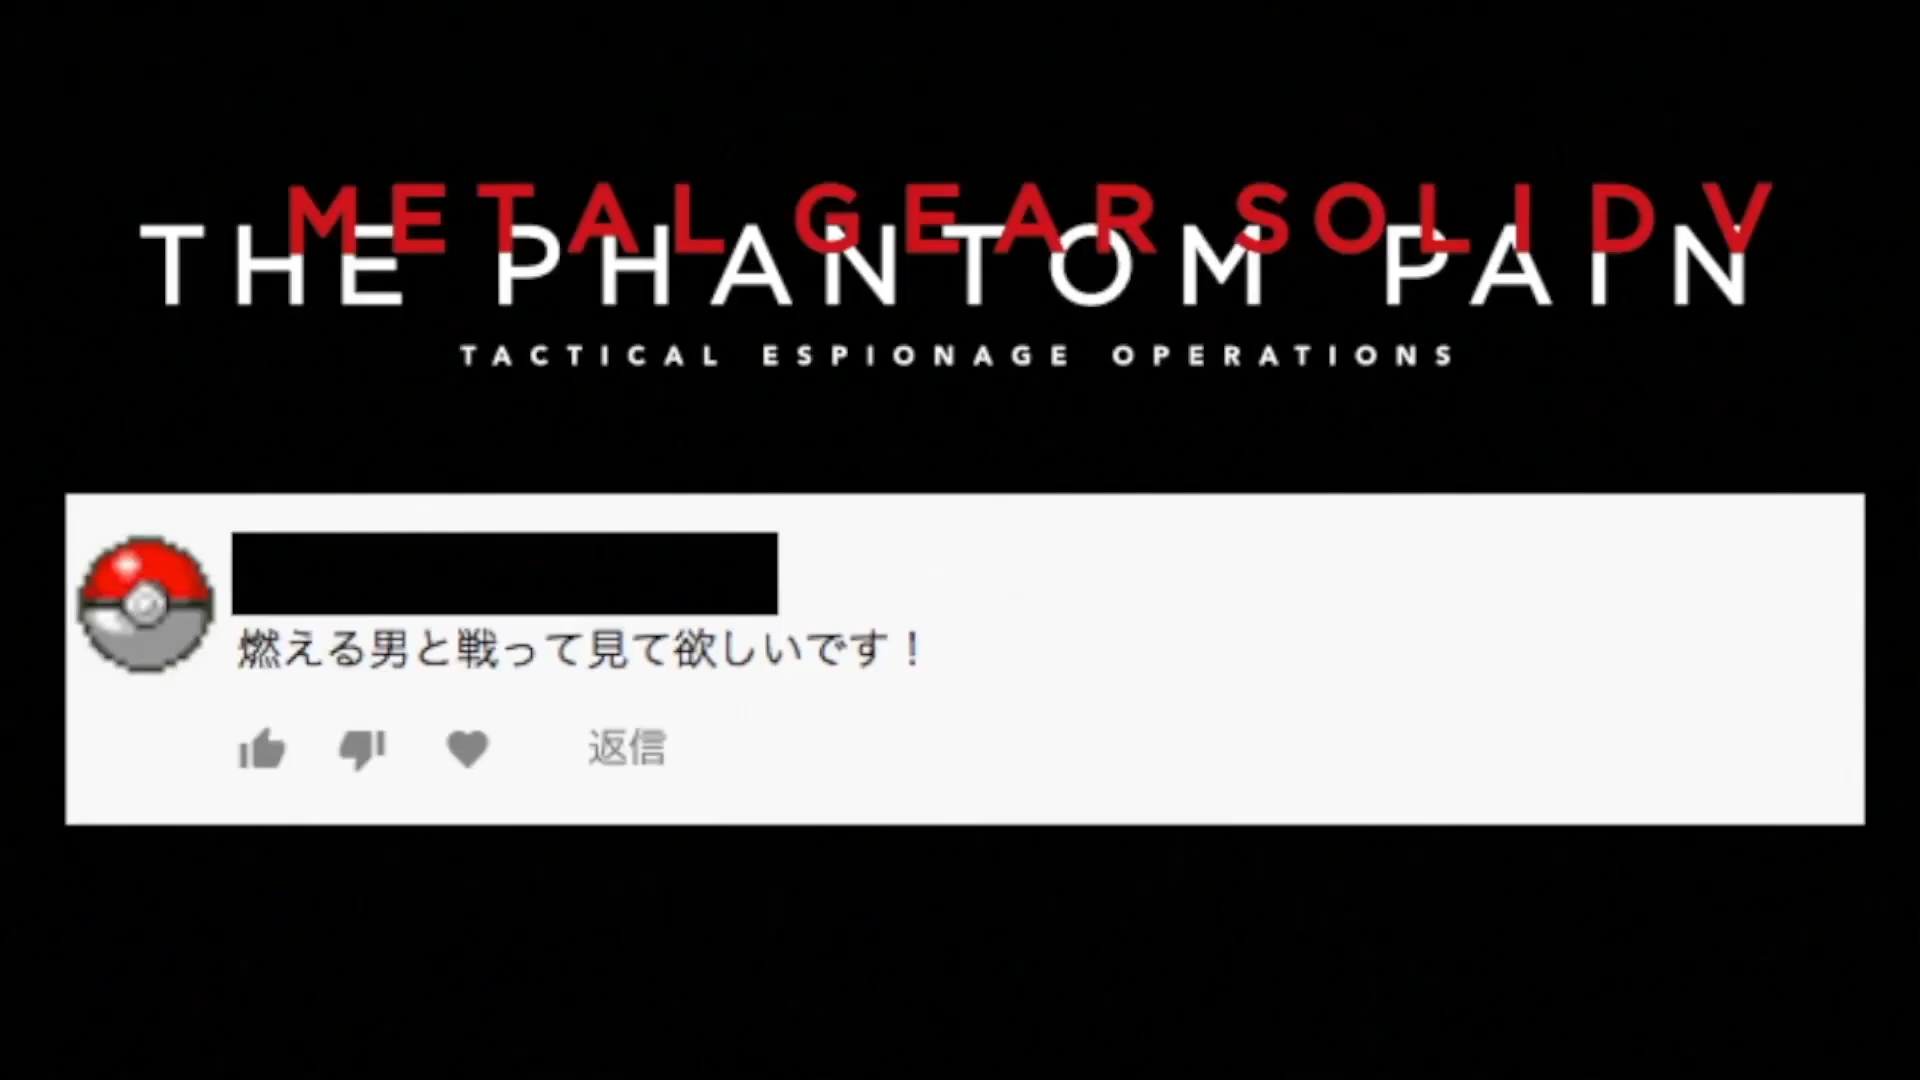 METAL GEAR SOLID V
THE PHANTOM PAIN
TACTICAL ESPIONAGE OPERATIONS
燃える男と戦って見て欲しいです！
返信